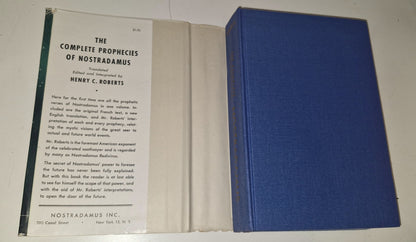 THE
COMPLETE PROPHECIES
OF NOSTRADAMUS
Translated
Edited and Interpreted by
HENRY C. ROBERTS
Here for the first time are all the prophetic
verses of Nostradamus in one volume. In-
cluded are the original French text, a new
English translation, and Mr. Roberts' inter-
pretation of each and every prophecy, relat-
ing the mystic visions of the great seer to
actual and future world events.
Mr. Roberts is the foremost American exponent
of the celebrated soothsayer and is regarded
by many as Nostradamus Redivivus.
The secret of Nostradamus' power to foresee
the future has never been fully explained.
But with this book the reader is at last able
to see for himself the scope of that power, and
with the aid of Mr. Roberts' interpretations,
to open the door of the future.
NOSTRADAMUS INC.
Canal Street New York 13, N. Y.